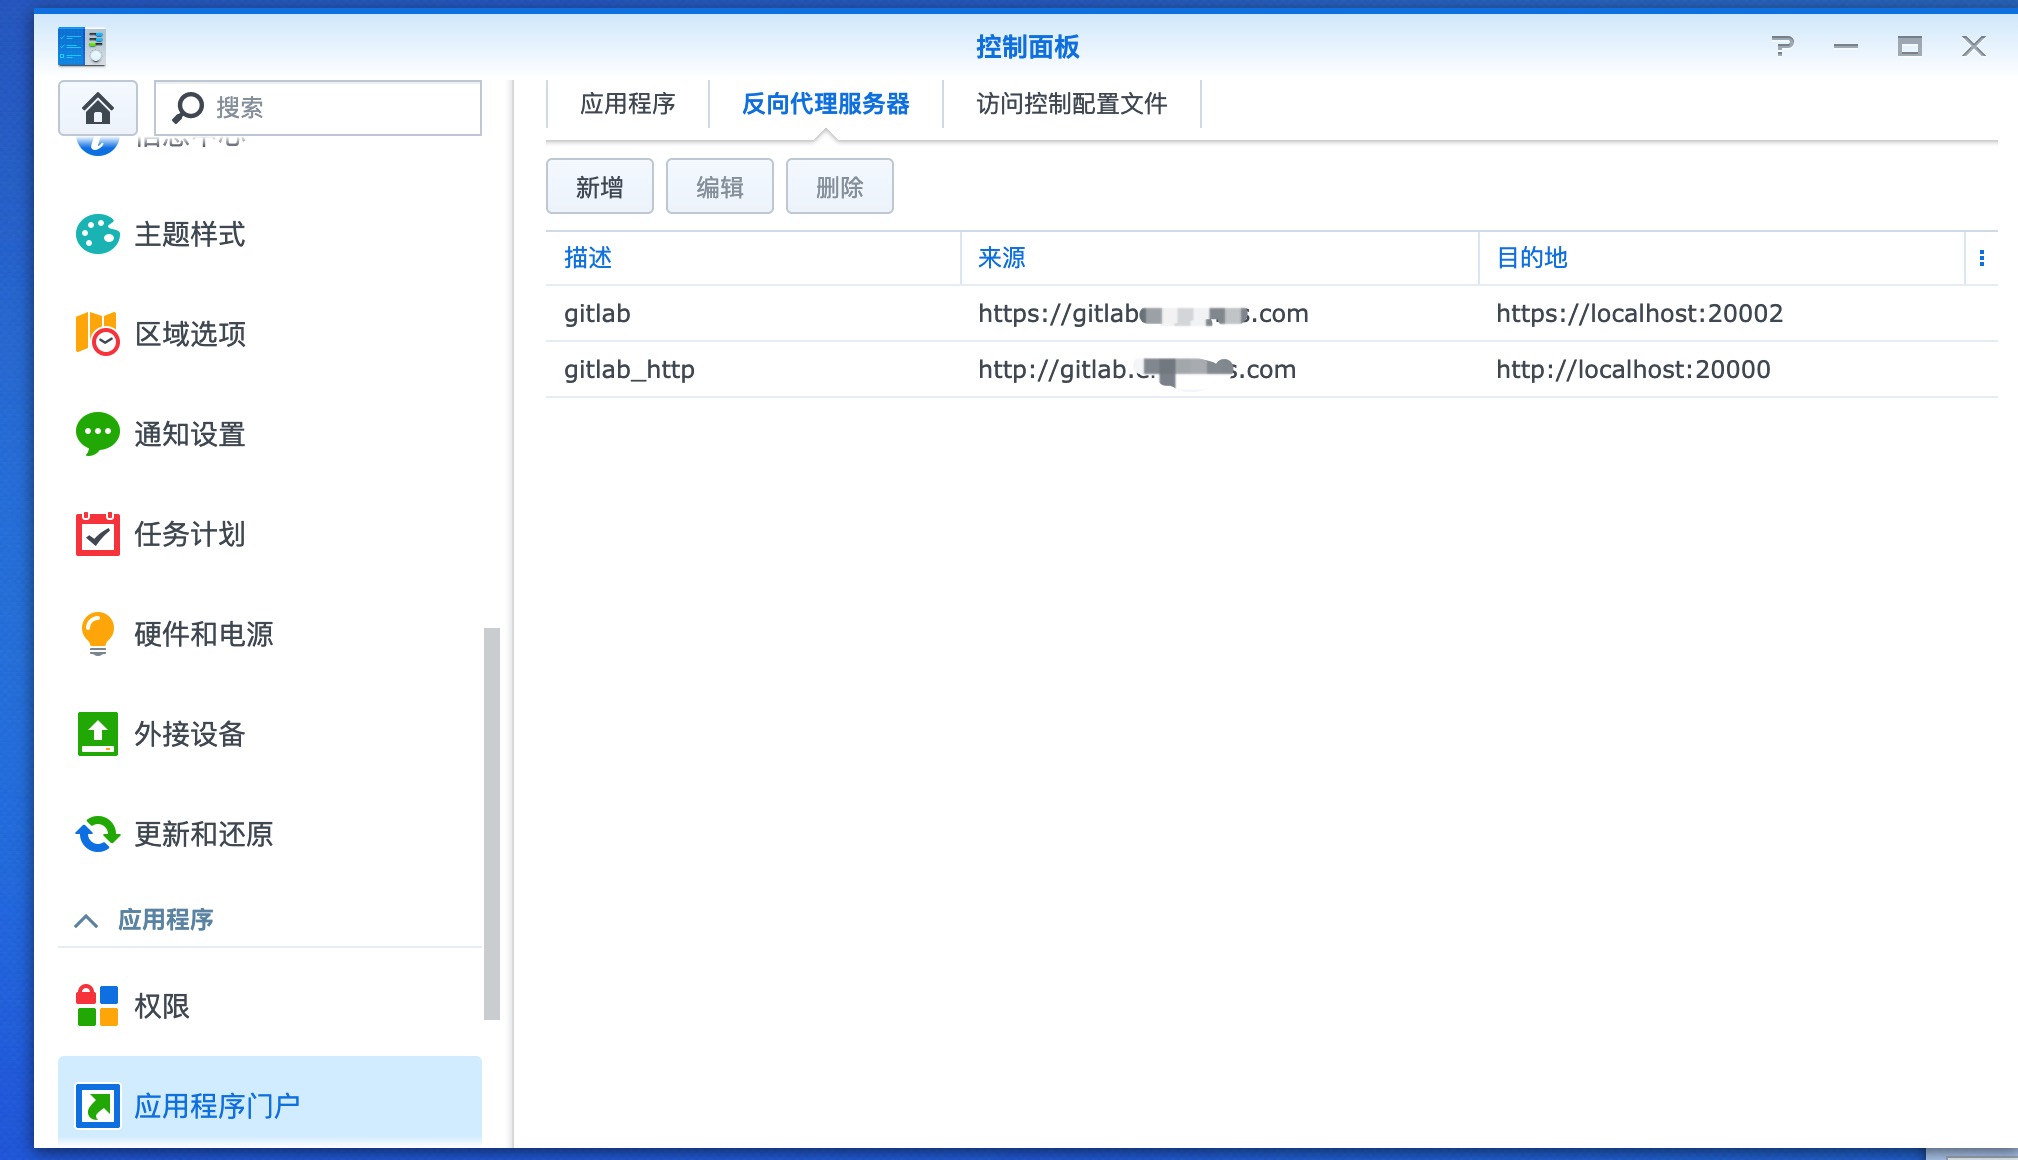 控制面板
搜索
信息中心
主题样式
区域选项
通知设置
任务计划
硬件和电源
外接设备
更新和还原
应用程序
权限
应用程序门户
应用程序
反向代理服务器
访问控制配置文件
新增
编辑
删除
描述
来源
目的地
gitlab
https://gitlab .com
https://localhost:20002
gitlab_http
http://gitlab. s.com
http://localhost:20000